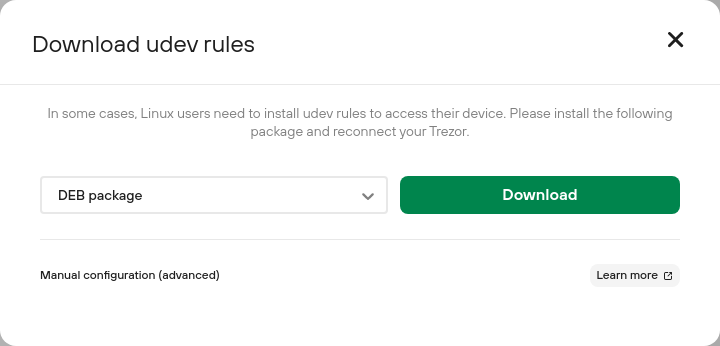 Download udev rules
In some cases, Linux users need to install udev rules to access their device. Please install the following
package and reconnect your Trezor.
DEB package
Download
Manual configuration (advanced)
Learn more